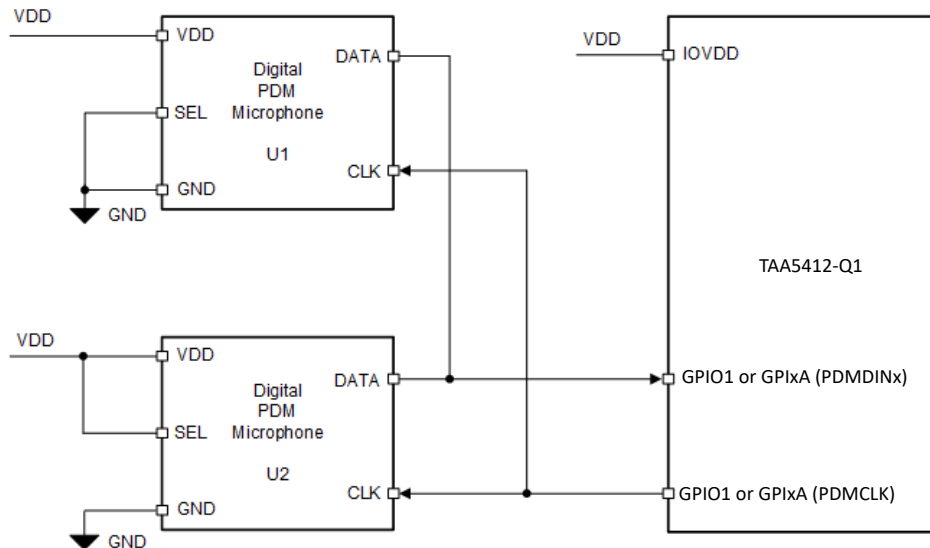 VDD
VDD
DATA
Digital
PDM
Microphone
SEL
U1
CLK
GND
GND
VDD
IOVDD
TAA5412-Q1
VDD
VDD
DATA
Digital
PDM
Microphone
SEL
U2
CLK
GND
GND
GPIO1 or GPIxA (PDMDINx)
GPIO1 or GPIxA (PDMCLK)